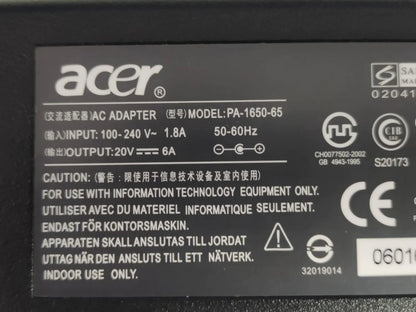 acer®
SA
02041
(交流适配器)AC ADAPTER (型号)MODEL:PA-1650-65
(输入)INPUT: 100-240 V~ 1.8A 50-60Hz
(输出)OUTPUT:20V 6A
CH0077502-2002
GB 4943-1995
CIB
S20173
CAUTION: (警告 : 限使用于信息技术设备及室内使用)
FOR USE WITH INFORMATION TECHNOLOGY EQUIPMENT ONLY.
UTILISER AVEC DU MATERIEL INFORMATIQUE SEULEMENT.
ENDAST FÖR KONTORSMASKIN.
APPARATEN SKALL ANSLUTAS TILL JORDAT
UTTAG NÄR DEN ANSLUTS TILL ETT NÄTVERK.
INDOOR USE ONLY.
CE
32019014
06010